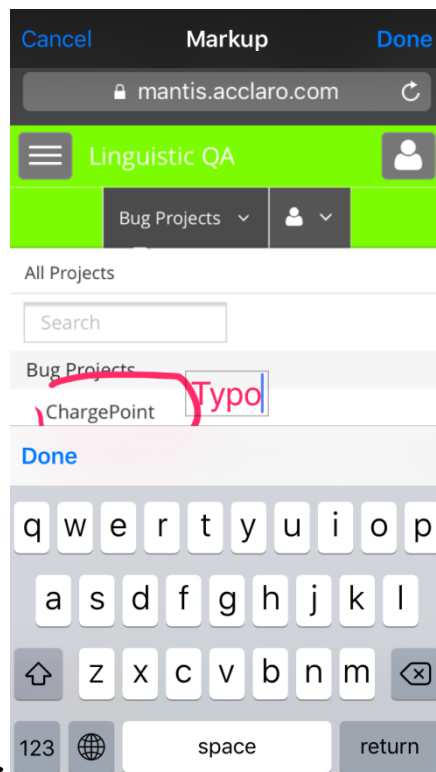 Cancel Markup Done
mantis.acclaro.com
Linguistic QA
Bug Projects
All Projects
Search
Bug Projects
Typo
ChargePoint
Done
q w e r t y u i o p
a s d f g h j k l
z x c v b n m
123 space return